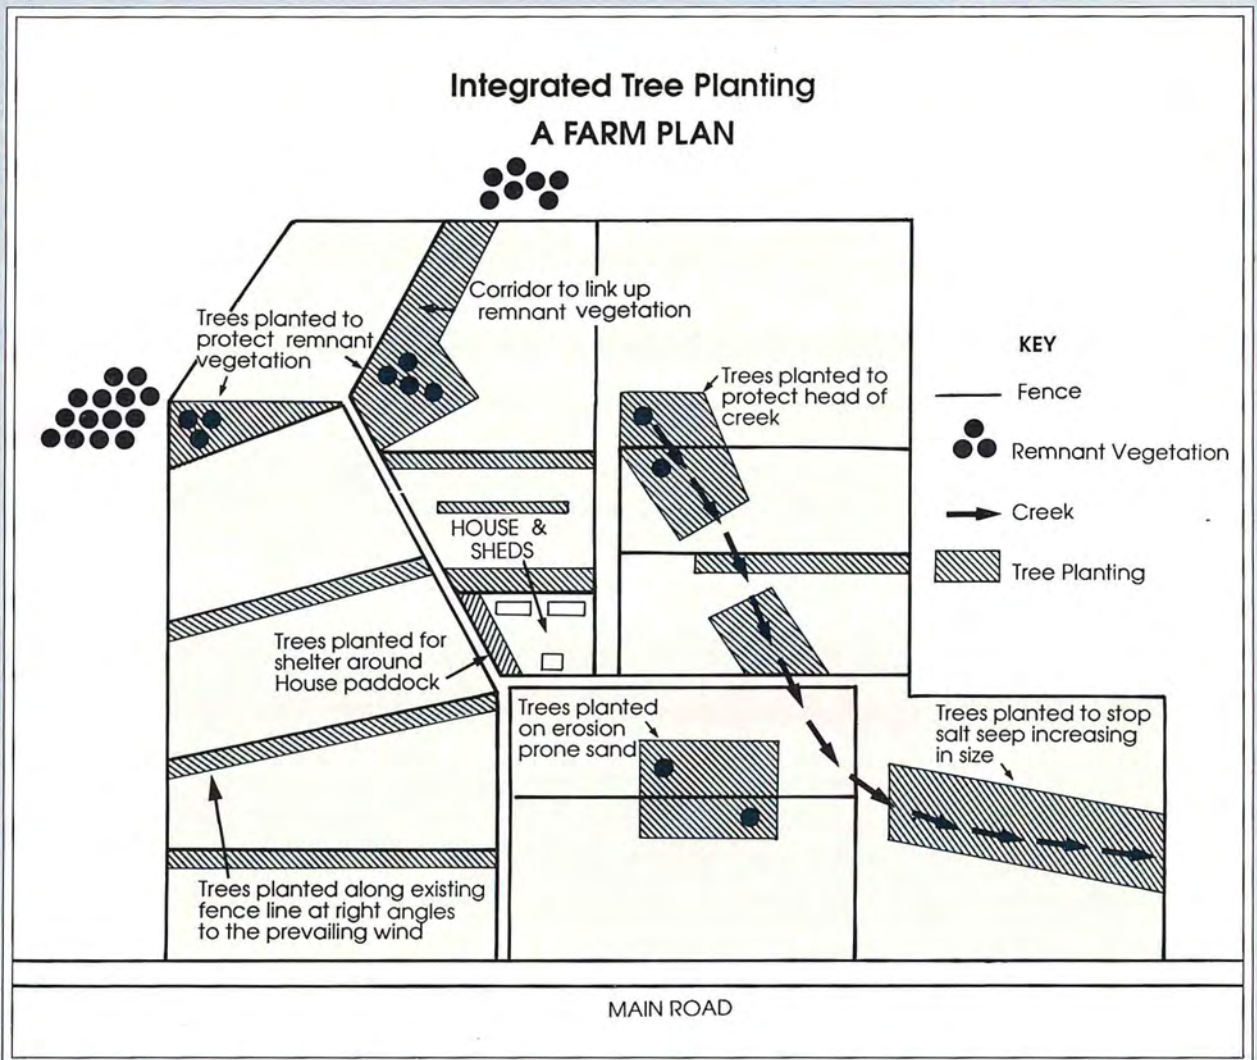 Integrated Tree Planting
A FARM PLAN
Corridor to link up
remnant vegetation
Trees planted to
protect remnant
vegetation
Trees planted to
protect head of
creek
KEY
Fence
Remnant Vegetation
Creek
Tree Planting
HOUSE &
SHEDS
Trees planted for
shelter around
House paddock
Trees planted
on erosion
prone sand
Trees planted to stop
salt seep increasing
in size
Trees planted along existing
fence line at right angles
to the prevailing wind
MAIN ROAD